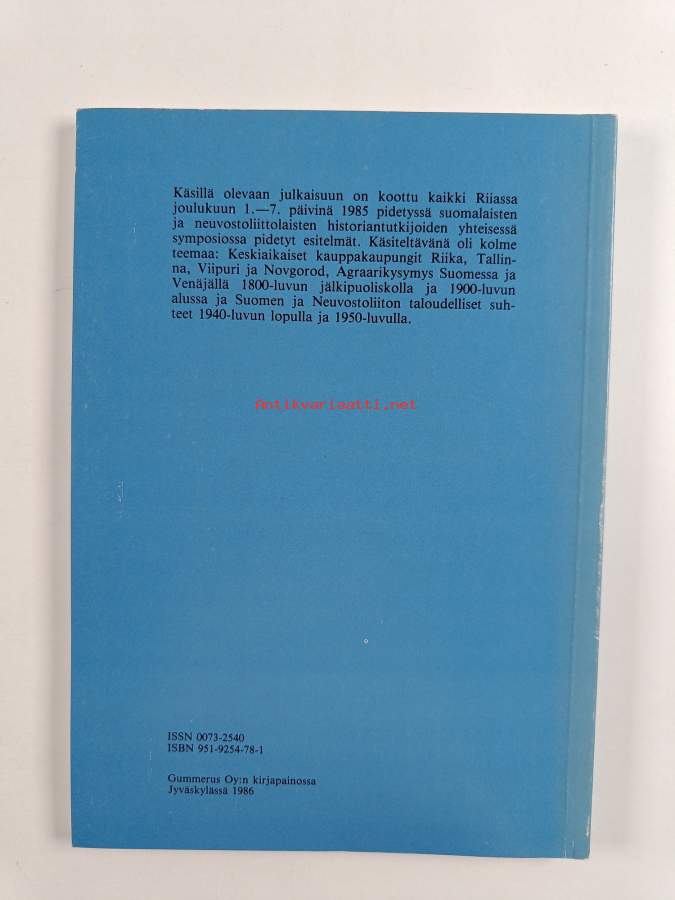 Käsillä olevaan julkaisuun on koottu kaikki Riiassa
joulukuun 1.—7. päivinä 1985 pidetyssä suomalaisten
ja neuvostoliittolaisten historiantutkijoiden yhteisessä
symposiossa pidetyt esitelmät. Käsiteltävänä oli kolme
teemaa: Keskiaikaiset kauppakaupungit Riika, Tallin-
na, Viipuri ja Novgorod, Agraarikysymys Suomessa ja
Venäjällä 1800-luvun jälkipuoliskolla ja 1900-luvun
alussa ja Suomen ja Neuvostoliiton taloudelliset suh-
teet 1940-luvun lopulla ja 1950-luvulla.
Antikvariaatti.net
ISSN 0073-2540
ISBN 951-9254-78-1
Gummerus Oy:n kirjapainossa
Jyväskylässä 1986